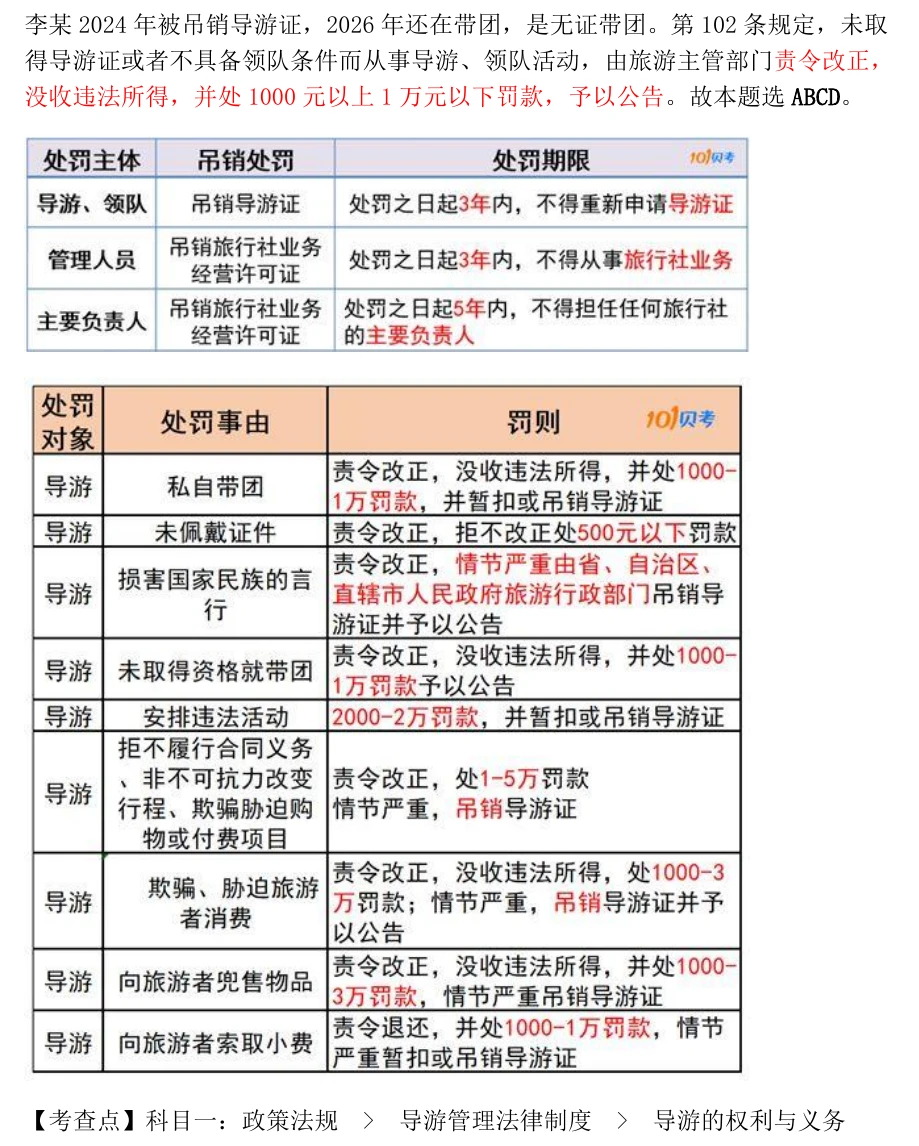 李某 2024 年被吊销导游证，2026 年还在带团，是无证带团。第 102 条规定，未取
得导游证或者不具备领队条件而从事导游、领队活动，由旅游主管部门责令改正，
没收违法所得，并处 1000 元以上 1 万元以下罚款，予以公告。故本题选 ABCD。
处罚主体 吊销处罚 处罚期限 101贝考
导游、领队 吊销导游证 处罚之日起3年内，不得重新申请导游证
管理人员 吊销旅行社业务
经营许可证 处罚之日起3年内，不得从事旅行社业务
主要负责人 吊销旅行社业务
经营许可证 处罚之日起5年内，不得担任任何旅行社
的主要负责人
处罚
对象 处罚事由 罚则 101贝考
导游 私自带团 责令改正，没收违法所得，并处1000-
1万罚款，并暂扣或吊销导游证
导游 未佩戴证件 责令改正，拒不改正处500元以下罚款
导游 损害国家民族的言
行 责令改正，情节严重由省、自治区、
直辖市人民政府旅游行政部门吊销导
游证并予以公告
导游 未取得资格就带团 责令改正，没收违法所得，并处1000-
1万罚款予以公告
导游 安排违法活动 2000-2万罚款，并暂扣或吊销导游证
导游 拒不履行合同义务
、非不可抗力改变
行程、欺骗胁迫购
物或付费项目 责令改正，处1-5万罚款
情节严重，吊销导游证
导游 欺骗、胁迫旅游
者消费 责令改正，没收违法所得，处1000-3
万罚款；情节严重，吊销导游证并予
以公告
导游 向旅游者兜售物品 责令改正，没收违法所得，并处1000-
3万罚款，情节严重吊销导游证
导游 向旅游者索取小费 责令退还，并处1000-1万罚款，情节
严重暂扣或吊销导游证
【考查点】科目一：政策法规 > 导游管理法律制度 > 导游的权利与义务